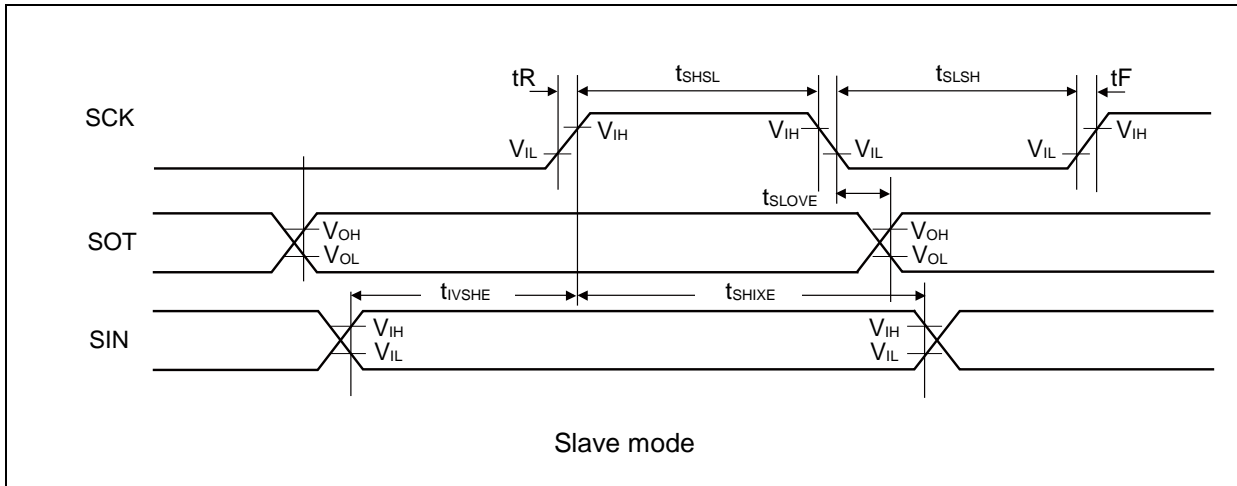 tR tSHSL tSLSH tF
SCK
VIH VIH VIH
VIL VIL VIL
tSLOVE
SOT
VOH VOH
VOL VOL
tIVSHE tSHIXE
SIN
VIH VIH
VIL VIL
Slave mode